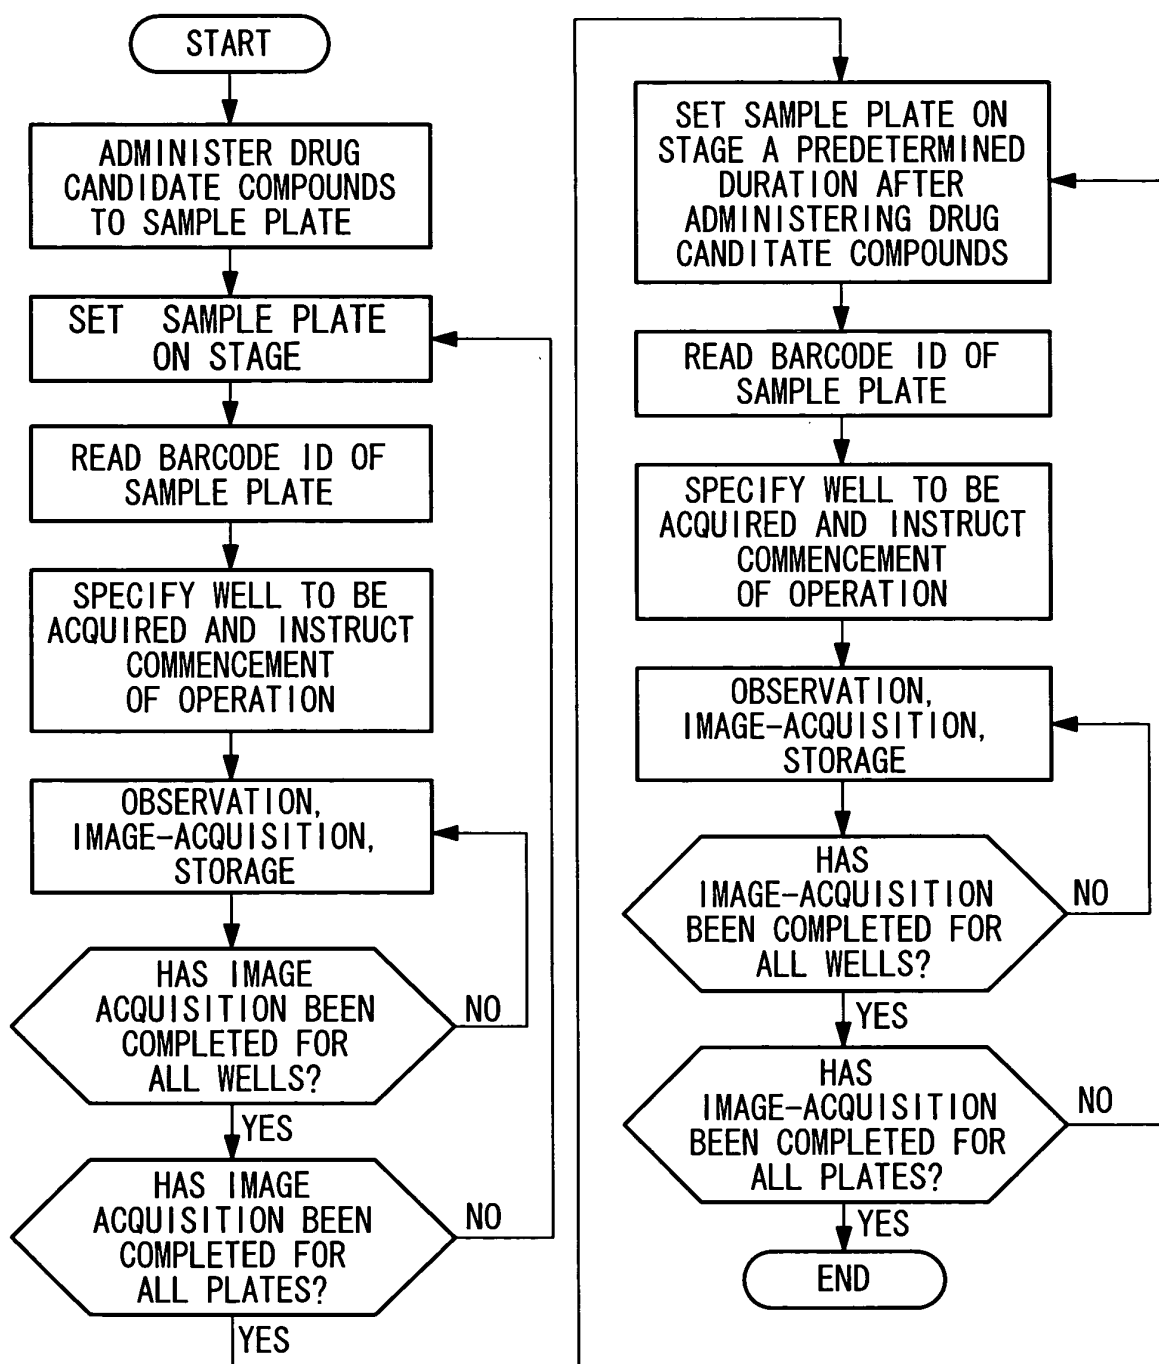 START
ADMINISTER DRUG
CANDIDATE COMPOUNDS
TO SAMPLE PLATE
SET SAMPLE PLATE
ON STAGE
READ BARCODE ID OF
SAMPLE PLATE
SPECIFY WELL TO BE
ACQUIRED AND INSTRUCT
COMMENCEMENT
OF OPERATION
OBSERVATION,
IMAGE-ACQUISITION,
STORAGE
HAS IMAGE
ACQUISITION BEEN
COMPLETED FOR
ALL WELLS?
NO
YES
HAS IMAGE
ACQUISITION BEEN
COMPLETED FOR
ALL PLATES?
NO
YES
SET SAMPLE PLATE ON
STAGE A PREDETERMINED
DURATION AFTER
ADMINISTERING DRUG
CANDITATE COMPOUNDS
READ BARCODE ID OF
SAMPLE PLATE
SPECIFY WELL TO BE
ACQUIRED AND INSTRUCT
COMMENCEMENT
OF OPERATION
OBSERVATION,
IMAGE-ACQUISITION,
STORAGE
HAS
IMAGE-ACQUISITION
BEEN COMPLETED FOR
ALL WELLS?
NO
YES
HAS
IMAGE-ACQUISITION
BEEN COMPLETED FOR
ALL PLATES?
NO
YES
END